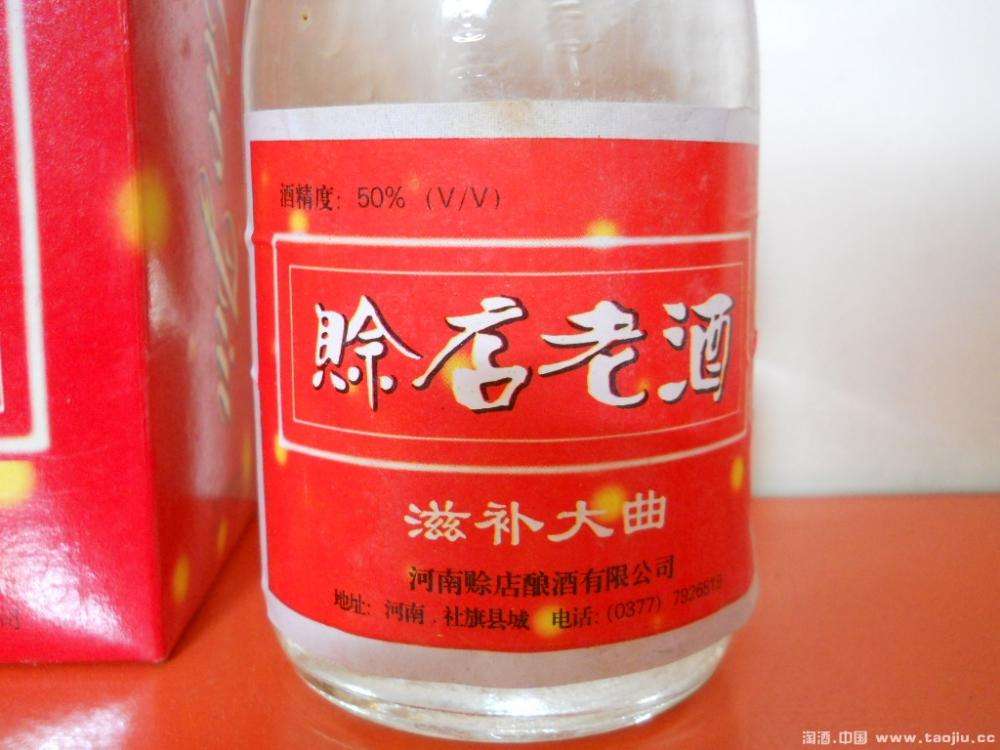 酒精度: 50% (V/V)
赊店老酒
滋补大曲
河南赊店酿酒有限公司
地址: 河南.社旗县城 电话:(0377) 7926518
淘酒.中国 www.taojiu.cc